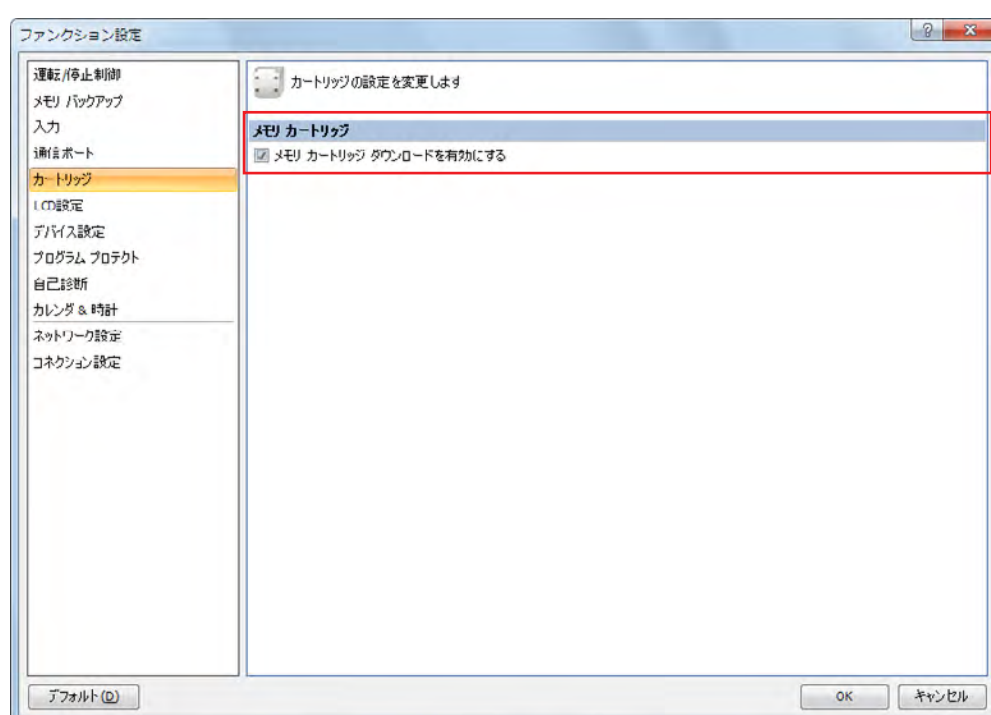 ファンクション設定
運転/停止制御
メモリ バックアップ
入力
通信ポート
カートリッジ
LCD設定
デバイス設定
プログラム プロテクト
自己診断
カレンダ & 時計
ネットワーク設定
コネクション設定
カートリッジの設定を変更します
メモリ カートリッジ
メモリ カートリッジ ダウンロードを有効にする
デフォルト(D)
OK
キャンセル